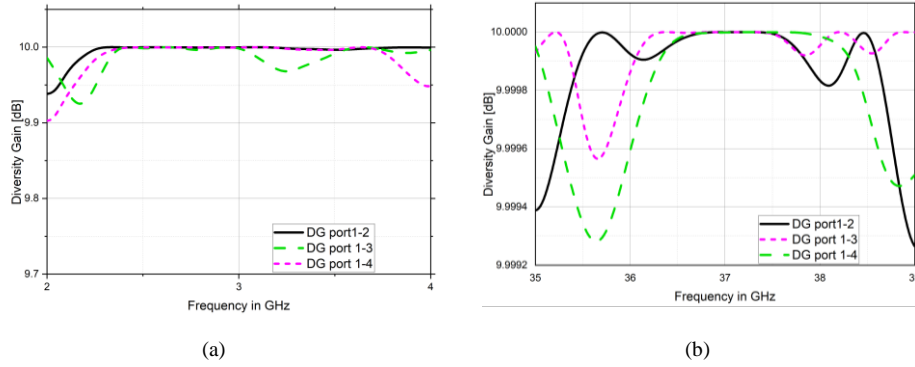 10.0
9.9
9.8
9.7
Diversity Gain [dB]
2
3
4
Frequency in GHz
DG port1-2
DG port 1-3
DG port 1-4
(a)
10.0000
9.9998
9.9996
9.9994
9.9992
Diversity Gain [dB]
35
36
37
38
3
Frequency in GHz
DG port1-2
DG port 1-3
DG port 1-4
(b)